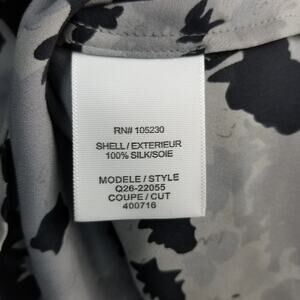 RN# 105230
SHELL / EXTERIEUR
100% SILK/SOIE
MODELE / STYLE
Q26-22055
COUPE / CUT
400716